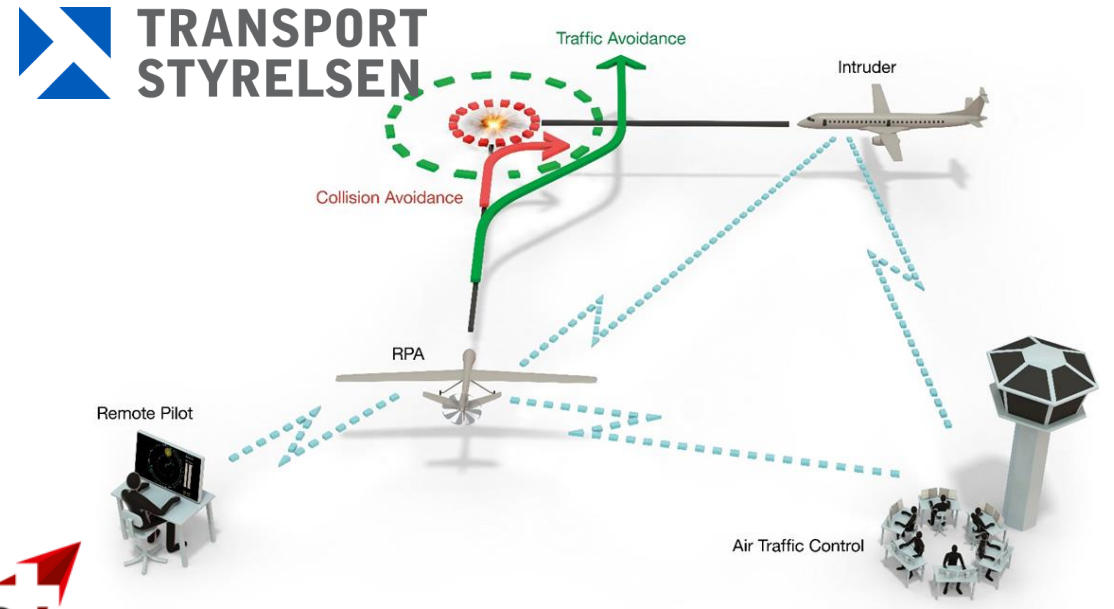 TRANSPORT
STYRELSEN
Traffic Avoidance
Intruder
Collision Avoidance
RPA
Remote Pilot
Air Traffic Control